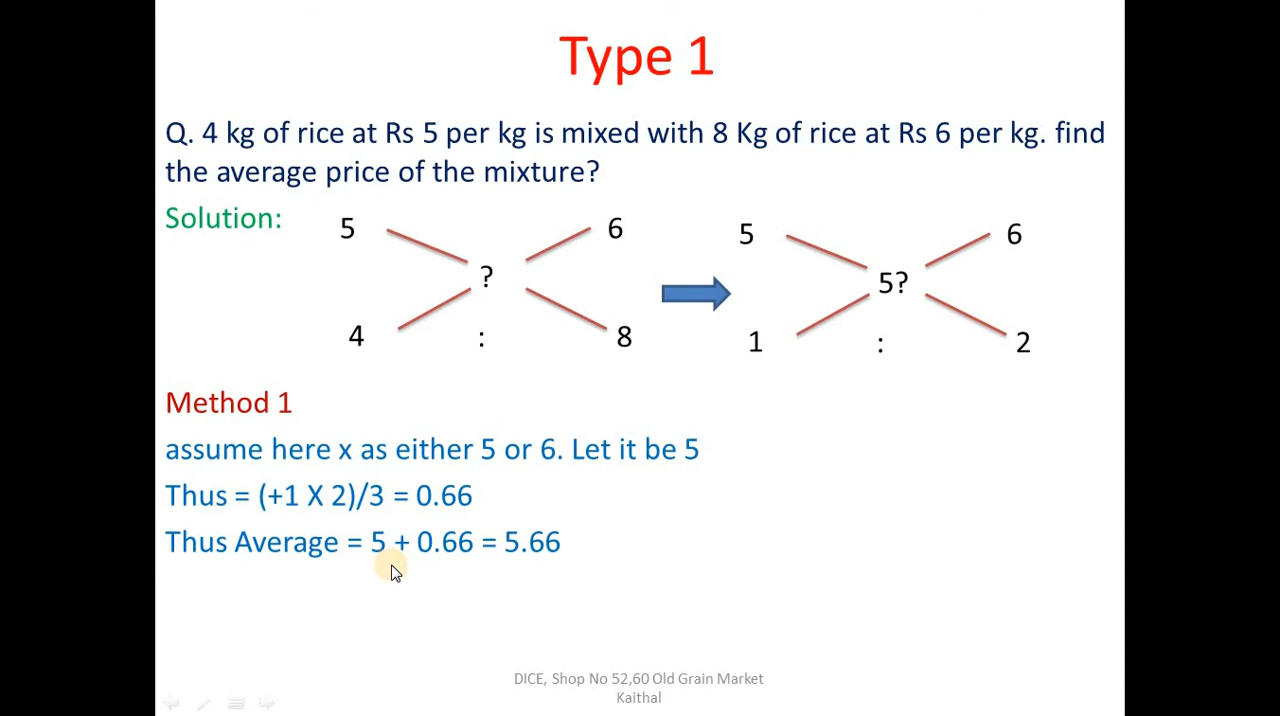 Type 1
Q. 4 kg of rice at Rs 5 per kg is mixed with 8 Kg of rice at Rs 6 per kg. find
the average price of the mixture?
Solution:
5 6 5 6
? 5?
4 : 8 1 : 2
Method 1
assume here x as either 5 or 6. Let it be 5
Thus = (+1 X 2)/3 = 0.66
Thus Average = 5 + 0.66 = 5.66
DICE, Shop No 52,60 Old Grain Market
Kaithal